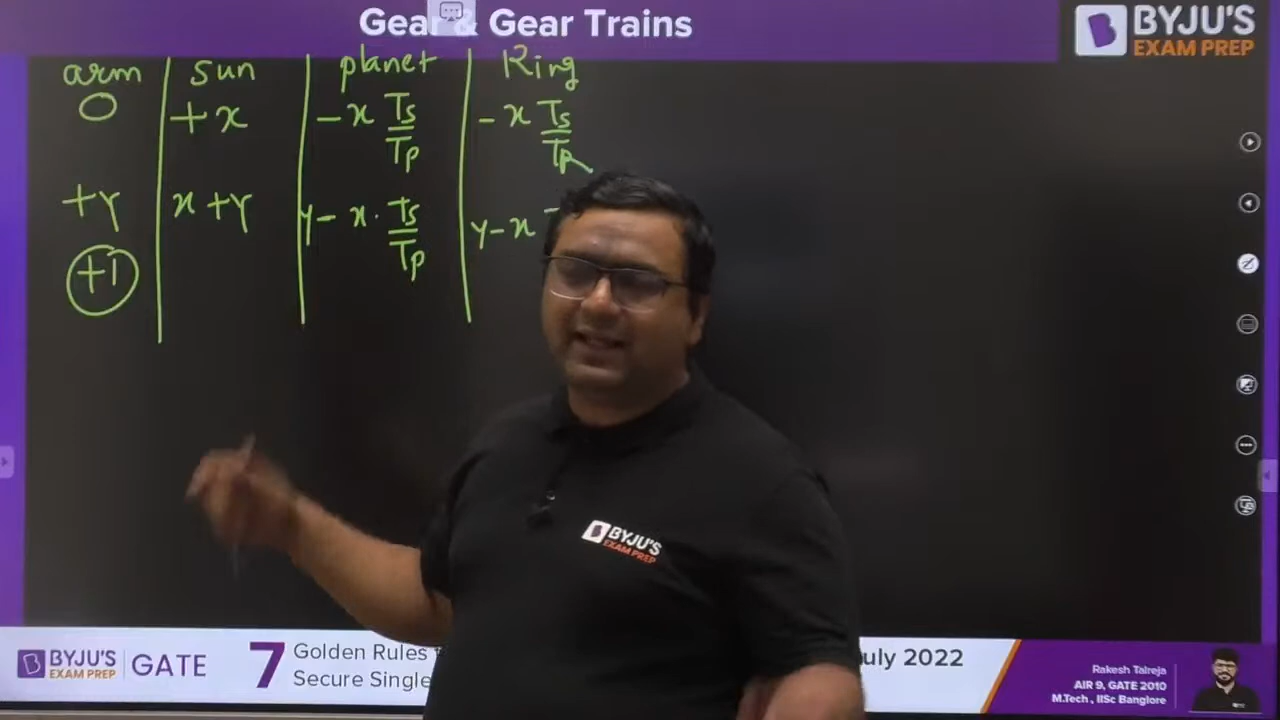 Gear & Gear Trains
BYJU'S
EXAM PREP
arm sun planet Ring
0 +x -x Ts/Tp -x Ts/TR
+y x+y y-x·Ts/Tp y-x
+1
BYJU'S
EXAM PREP
BYJU'S
EXAM PREP
GATE
7 Golden Rules
Secure Single
2022
Rakesh Talreja
AIR 9, GATE 2010
M.Tech , IISc Banglore